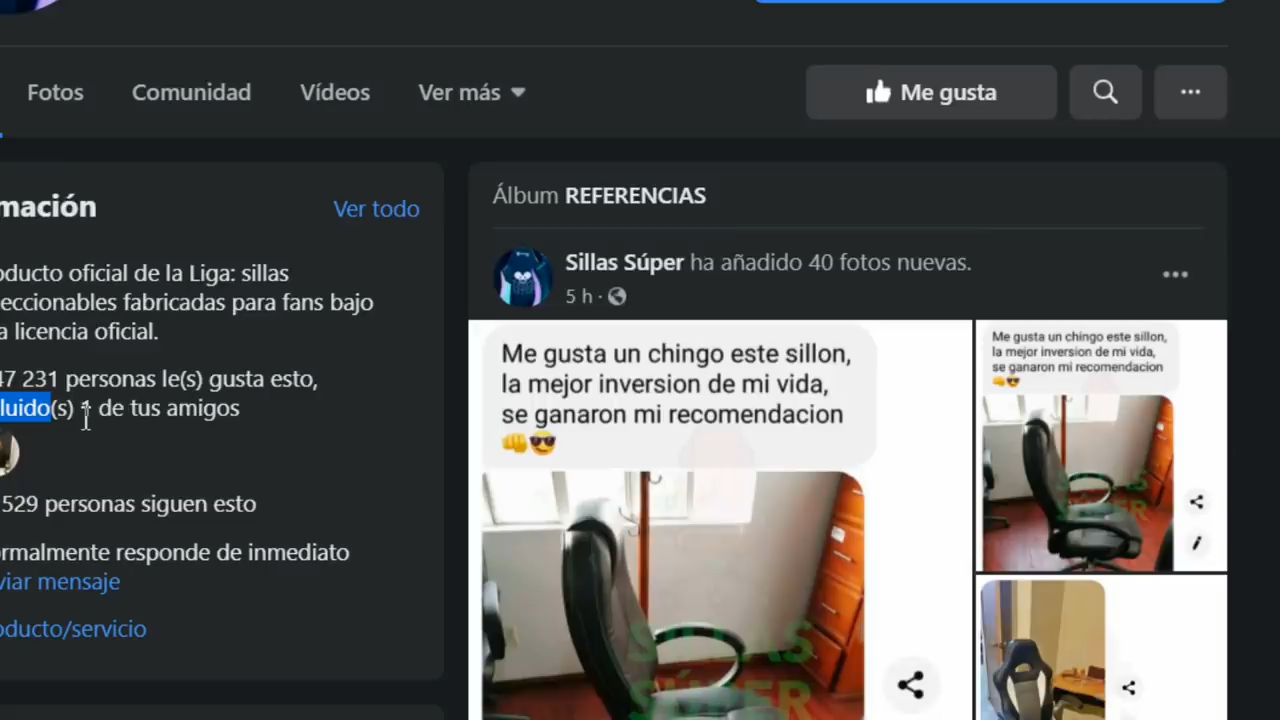 Fotos Comunidad Vídeos Ver más
Me gusta
mación
Ver todo
oducto oficial de la Liga: sillas
eccionables fabricadas para fans bajo
a licencia oficial.
47 231 personas le(s) gusta esto,
luido(s) 1 de tus amigos
529 personas siguen esto
ormalmente responde de inmediato
viar mensaje
oducto/servicio
Álbum REFERENCIAS
Sillas Súper ha añadido 40 fotos nuevas.
5 h ·
Me gusta un chingo este sillon,
la mejor inversion de mi vida,
se ganaron mi recomendacion
👊😎
SILLAS
SÚPER
Me gusta un chingo este sillon,
la mejor inversion de mi vida,
se ganaron mi recomendacion
👊😎
SILLAS
SÚPER